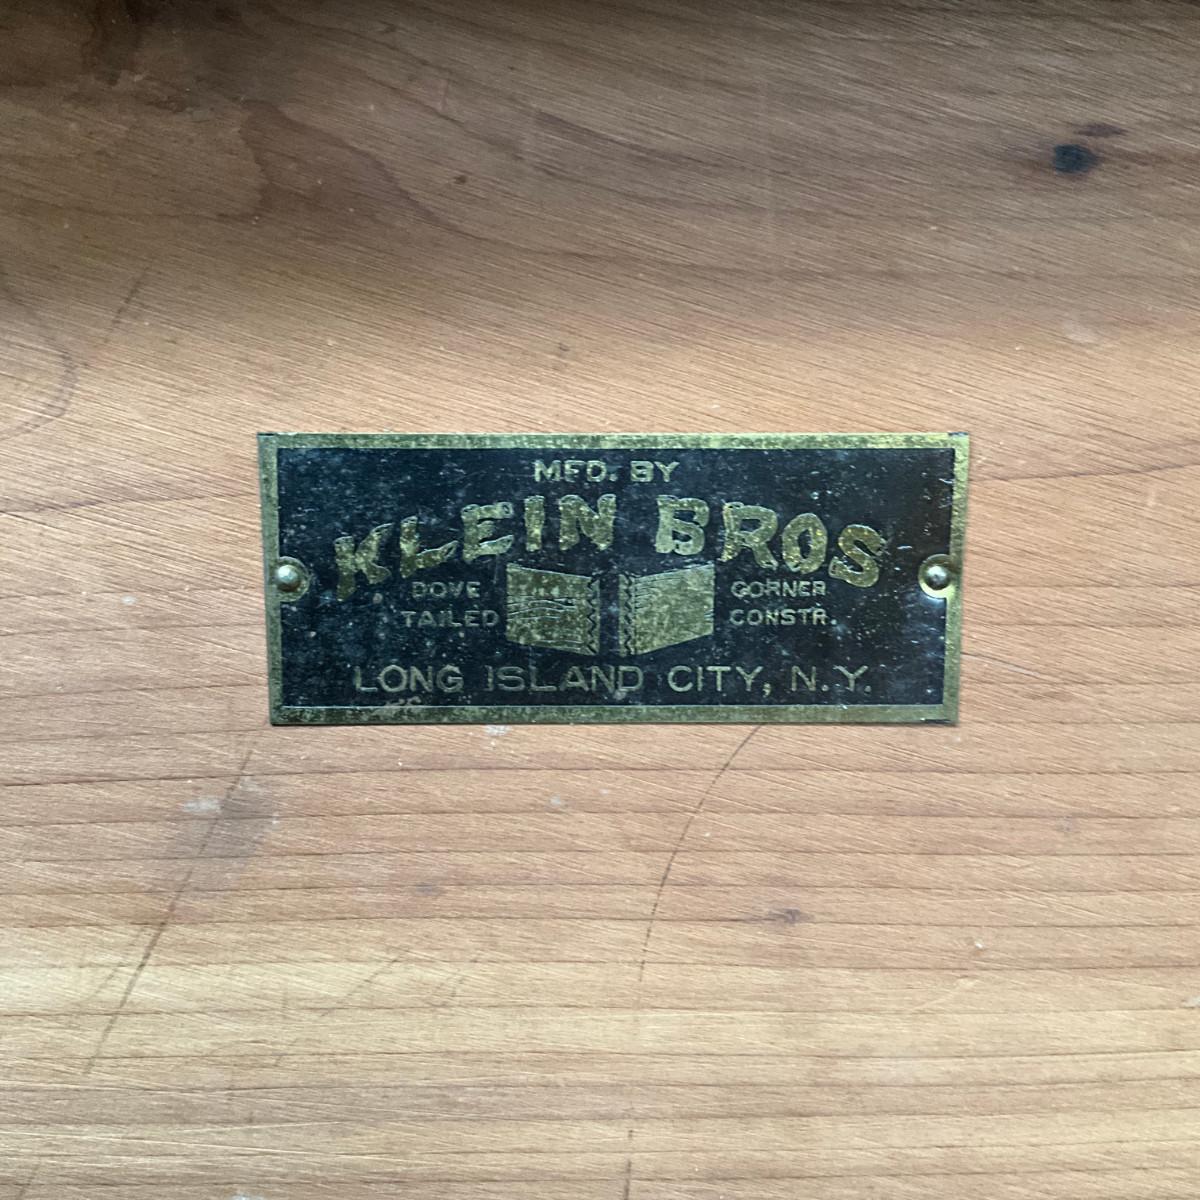 MFD. BY
KLEIN BROS
DOVE TAILED
CORNER CONSTR.
LONG ISLAND CITY, N.Y.